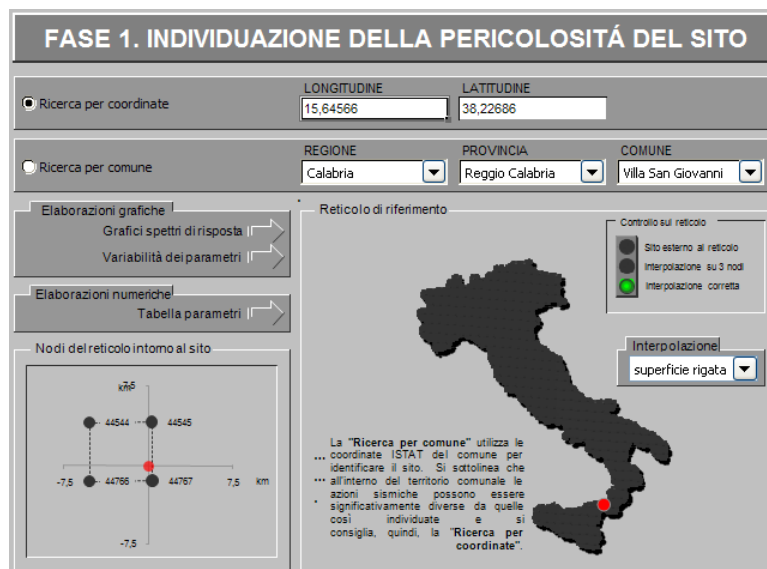 FASE 1. INDIVIDUAZIONE DELLA PERICOLOSITÁ DEL SITO
LONGITUDINE
LATITUDINE
Ricerca per coordinate
15,64566
38,22686
REGIONE
PROVINCIA
COMUNE
Ricerca per comune
Calabria
Reggio Calabria
Villa San Giovanni
Elaborazioni grafiche
Grafici spettri di risposta
Variabilità dei parametri
Elaborazioni numeriche
Tabella parametri
Nodi del reticolo intorno al sito
km
7,5
44544
44545
44766
44767
-7,5
7,5
km
-7,5
Reticolo di riferimento
Controllo sul reticolo
Sito esterno al reticolo
Interpolazione su 3 nodi
Interpolazione corretta
Interpolazione
superficie rigata
La "Ricerca per comune" utilizza le
coordinate ISTAT del comune per
identificare il sito. Si sottolinea che
all'interno del territorio comunale le
azioni sismiche possono essere
significativamente diverse da quelle
così individuate e si
consiglia, quindi, la "Ricerca per
coordinate".